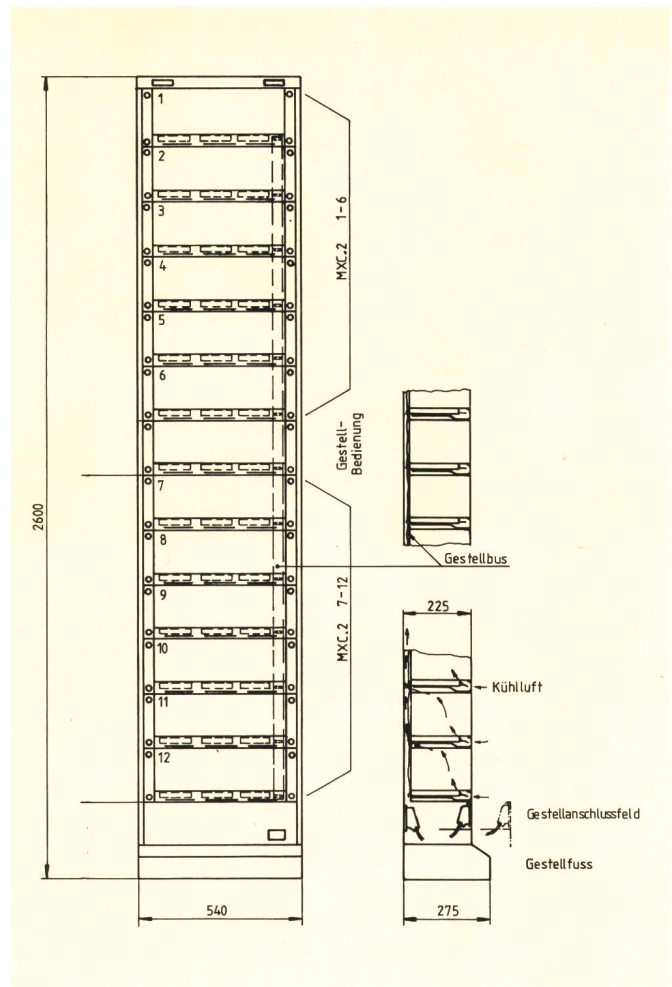 1
2
3
4
5
6
7
8
9
10
11
12
MXC.2 1-6
Gestell-
Bedienung
MXC.2 7-12
2600
540
Gestellbus
225
Kühlluft
Gestellanschlussfeld
Gestellfuss
275